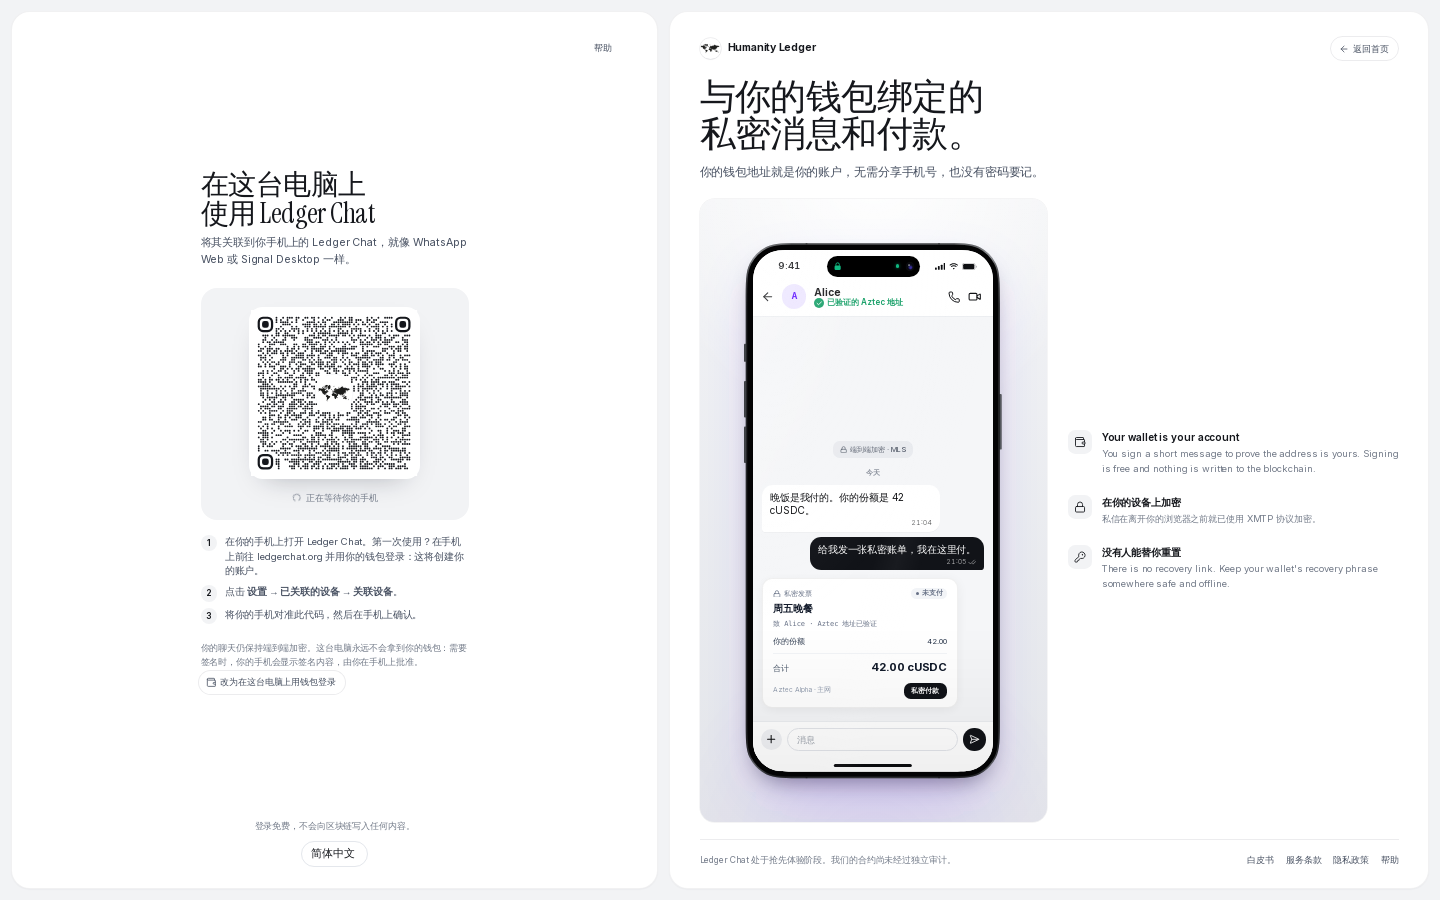 帮助
在这台电脑上
使用 Ledger Chat
将其关联到你手机上的 Ledger Chat，就像 WhatsApp
Web 或 Signal Desktop 一样。
正在等待你的手机
1 在你的手机上打开 Ledger Chat。第一次使用？在手机
上前往 ledgerchat.org 并用你的钱包登录：这将创建你
的账户。
2 点击 设置 → 已关联的设备 → 关联设备。
3 将你的手机对准此代码，然后在手机上确认。
你的聊天仍保持端到端加密。这台电脑永远不会拿到你的钱包：需要
签名时，你的手机会显示签名内容，由你在手机上批准。
改为在这台电脑上用钱包登录
登录免费，不会向区块链写入任何内容。
简体中文
Humanity Ledger
返回首页
与你的钱包绑定的
私密消息和付款。
你的钱包地址就是你的账户，无需分享手机号，也没有密码要记。
9:41
A
Alice
已验证的 Aztec 地址
端到端加密 · MLS
今天
晚饭是我付的。你的份额是 42
cUSDC。
21:04
给我发一张私密账单，我在这里付。
21:05
私密发票
未支付
周五晚餐
致 Alice · Aztec 地址已验证
你的份额 42.00
合计 42.00 cUSDC
Aztec Alpha · 主网
私密付款
消息
Your wallet is your account
You sign a short message to prove the address is yours. Signing
is free and nothing is written to the blockchain.
在你的设备上加密
私信在离开你的浏览器之前就已使用 XMTP 协议加密。
没有人能替你重置
There is no recovery link. Keep your wallet's recovery phrase
somewhere safe and offline.
Ledger Chat 处于抢先体验阶段。我们的合约尚未经过独立审计。
白皮书 服务条款 隐私政策 帮助